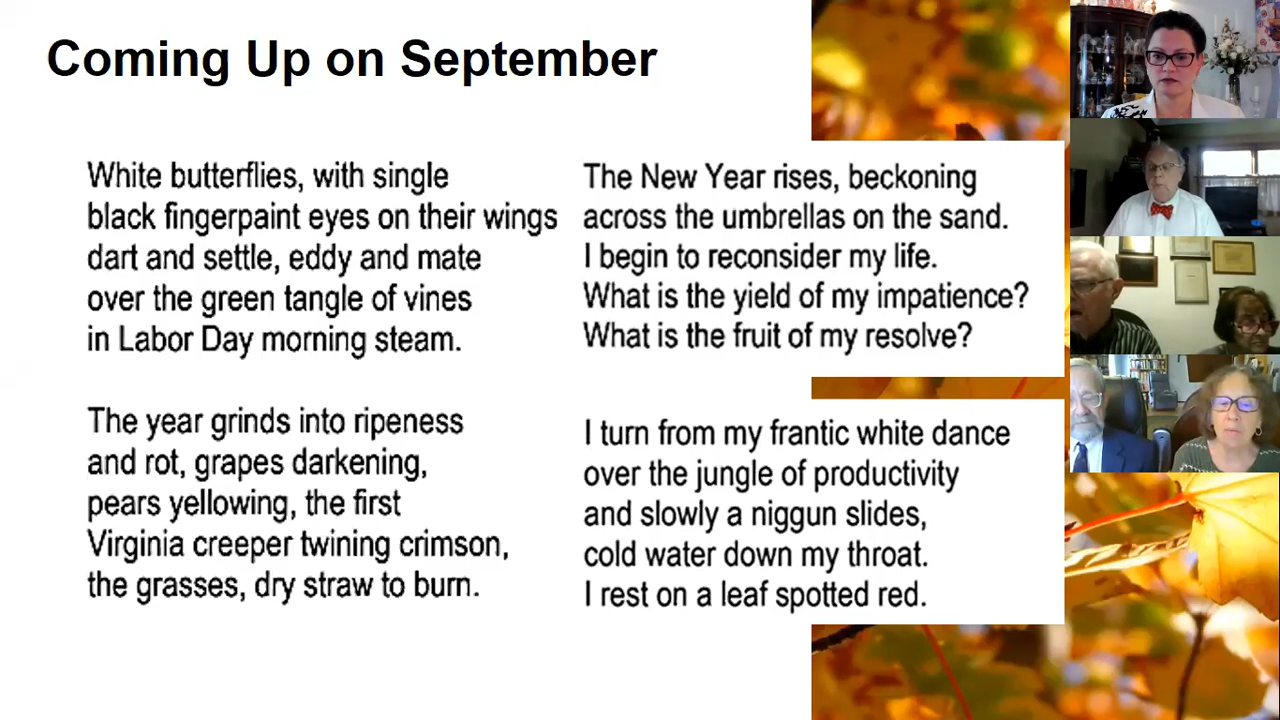 Coming Up on September
White butterflies, with single
black fingerpaint eyes on their wings
dart and settle, eddy and mate
over the green tangle of vines
in Labor Day morning steam.
The year grinds into ripeness
and rot, grapes darkening,
pears yellowing, the first
Virginia creeper twining crimson,
the grasses, dry straw to burn.
The New Year rises, beckoning
across the umbrellas on the sand.
I begin to reconsider my life.
What is the yield of my impatience?
What is the fruit of my resolve?
I turn from my frantic white dance
over the jungle of productivity
and slowly a niggun slides,
cold water down my throat.
I rest on a leaf spotted red.